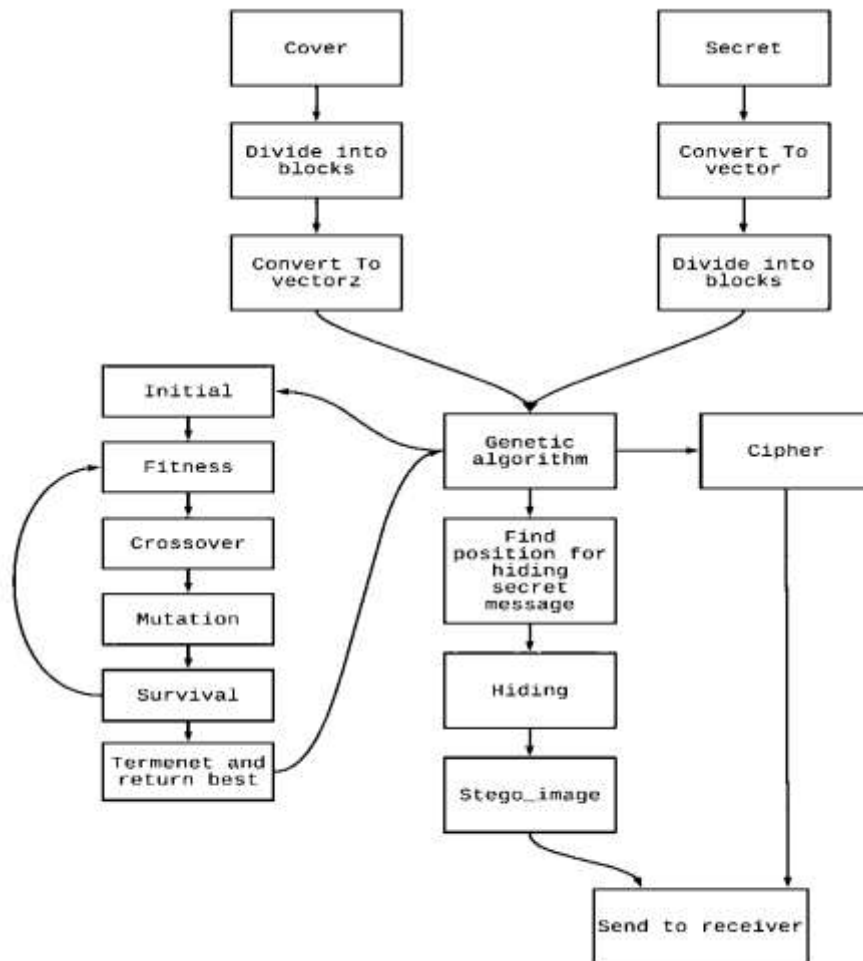 Cover
Secret
Divide into
blocks
Convert To
vector
Convert To
vectorz
Divide into
blocks
Initial
Genetic
algorithm
Cipher
Fitness
Crossover
Find
position for
hiding
secret
message
Mutation
Survival
Hiding
Termenet and
return best
Stego_image
Send to receiver